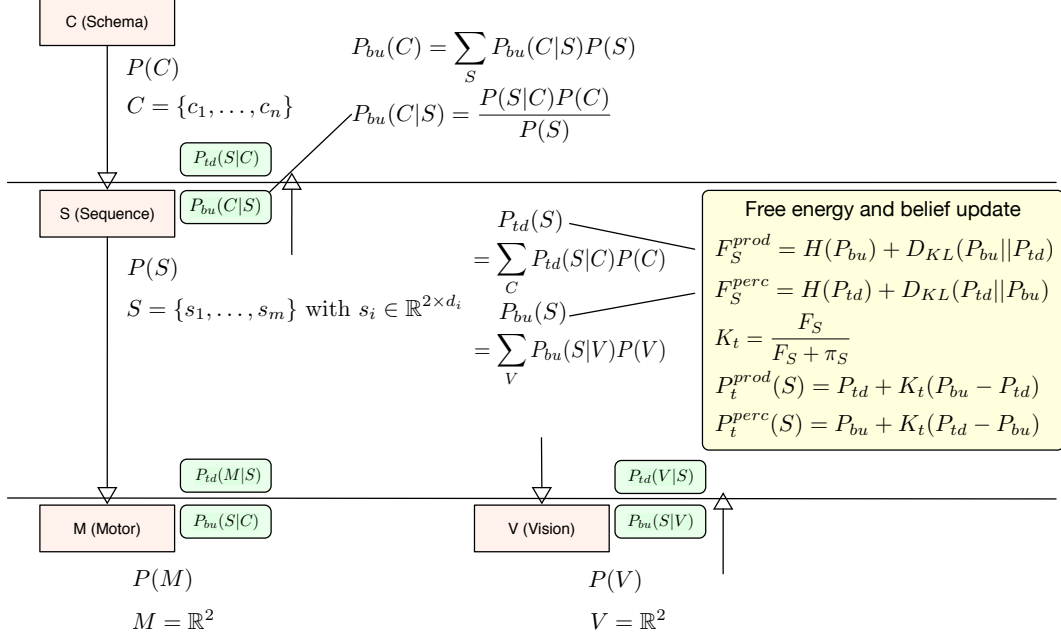 C (Schema)
P_{bu}(C) = \sum_S P_{bu}(C|S)P(S)
P(C)
C = \{c_1, \ldots, c_n\}
P_{bu}(C|S) = \frac{P(S|C)P(C)}{P(S)}
P_{td}(S|C)
S (Sequence)
P_{bu}(C|S)
P(S)
S = \{s_1, \ldots, s_m\} with s_i \in \mathbb{R}^{2 \times d_i}
P_{td}(S)
= \sum_C P_{td}(S|C)P(C)
P_{bu}(S)
= \sum_V P_{bu}(S|V)P(V)
Free energy and belief update
F_S^{prod} = H(P_{bu}) + D_{KL}(P_{bu}||P_{td})
F_S^{perc} = H(P_{td}) + D_{KL}(P_{td}||P_{bu})
K_t = \frac{F_S}{F_S + \pi_S}
P_t^{prod}(S) = P_{td} + K_t(P_{bu} - P_{td})
P_t^{perc}(S) = P_{bu} + K_t(P_{td} - P_{bu})
P_{td}(M|S)
M (Motor)
P_{bu}(S|C)
P(M)
M = \mathbb{R}^2
P_{td}(V|S)
V (Vision)
P_{bu}(S|V)
P(V)
V = \mathbb{R}^2